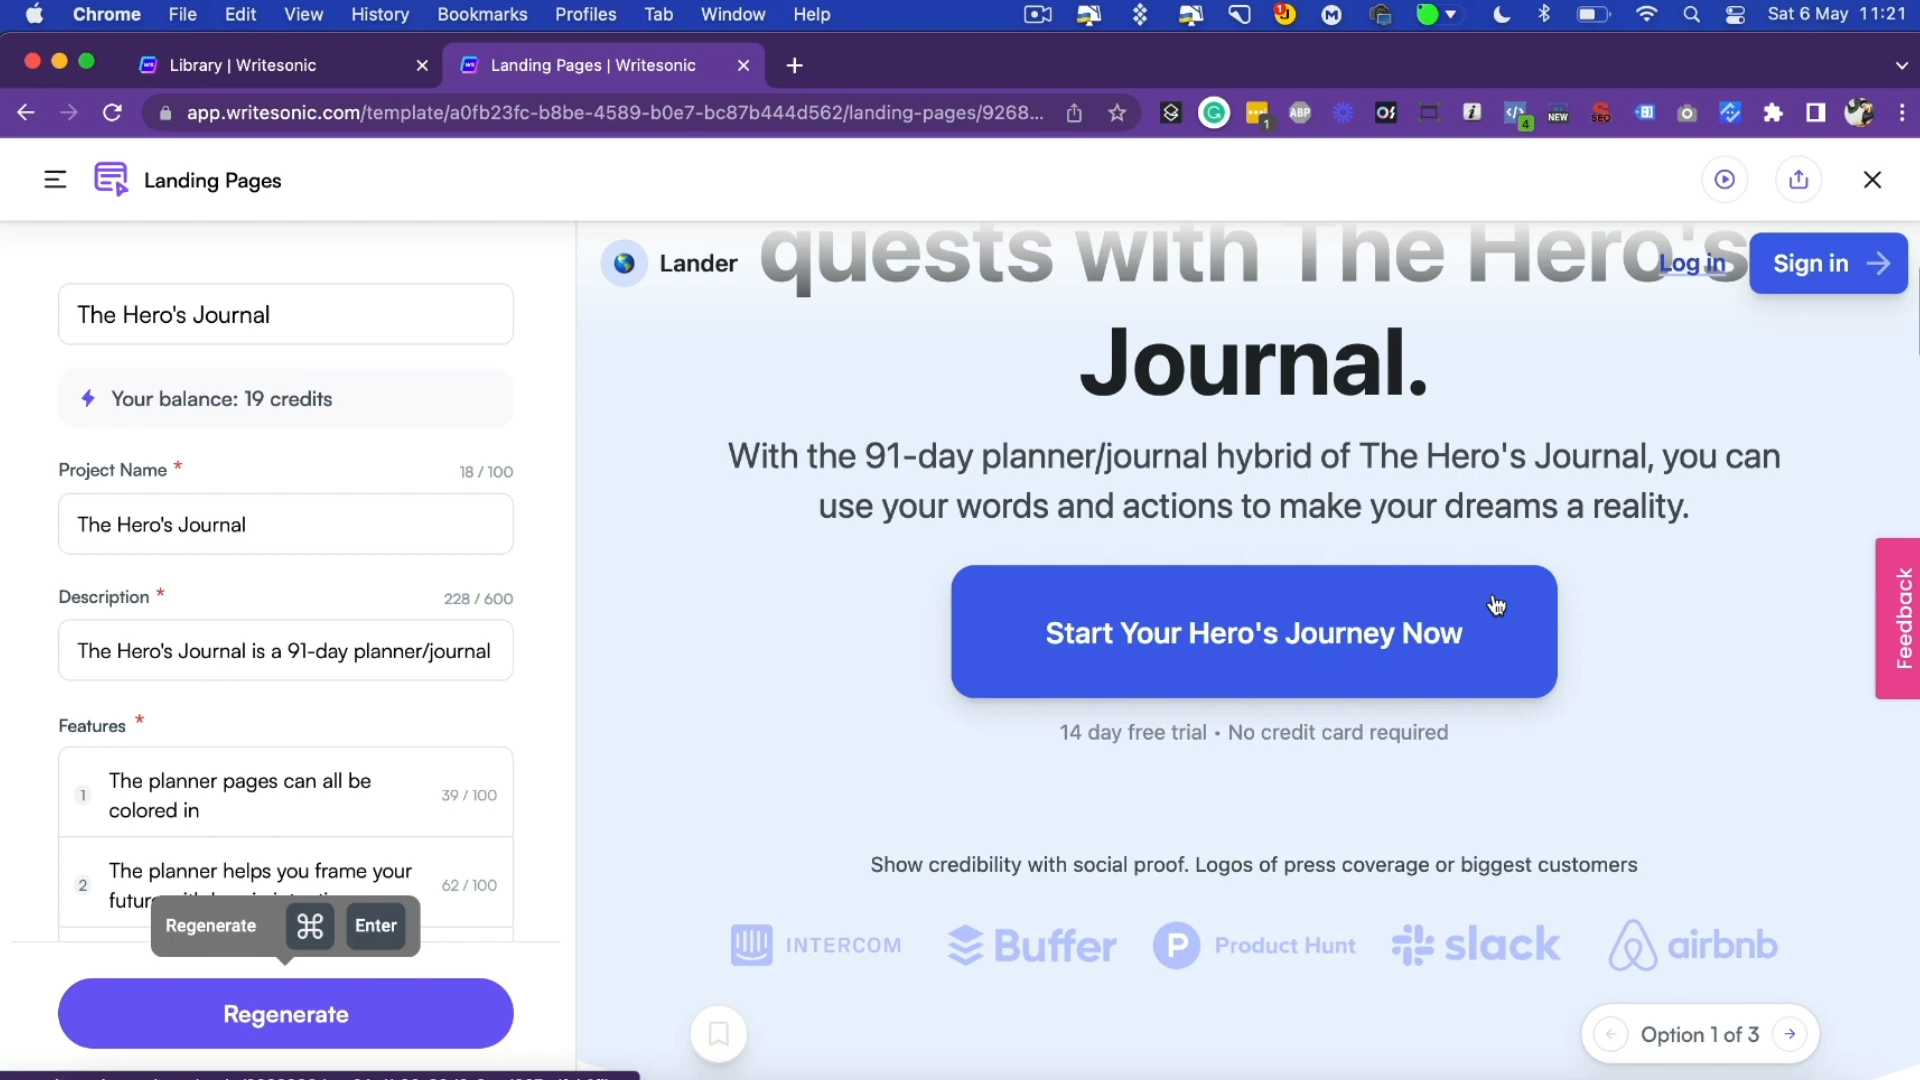 Chrome File Edit View History Bookmarks Profiles Tab Window Help Sat 6 May 11:21
Library | Writesonic
Landing Pages | Writesonic
app.writesonic.com/template/a0fb23fc-b8be-4589-b0e7-bc87b444d562/landing-pages/9268...
Landing Pages
The Hero's Journal
Your balance: 19 credits
Project Name *
18 / 100
The Hero's Journal
Description *
228 / 600
The Hero's Journal is a 91-day planner/journal
Features *
1
The planner pages can all be
colored in
39 / 100
2
The planner helps you frame your
62 / 100
Regenerate ⌘ Enter
Regenerate
Lander
Log in
Sign in
quests with The Hero's
Journal.
With the 91-day planner/journal hybrid of The Hero's Journal, you can
use your words and actions to make your dreams a reality.
Start Your Hero's Journey Now
14 day free trial • No credit card required
Show credibility with social proof. Logos of press coverage or biggest customers
INTERCOM Buffer Product Hunt slack airbnb
Option 1 of 3
Feedback